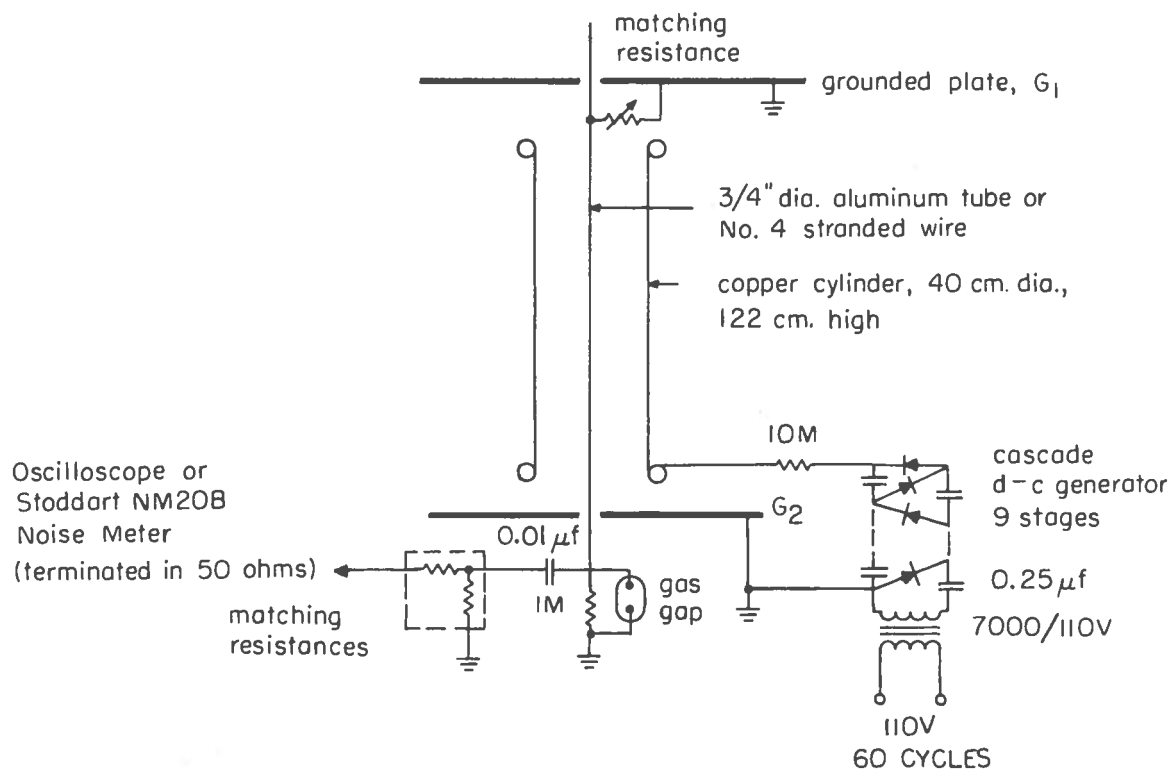 matching
resistance
grounded plate, G1
3/4" dia. aluminum tube or
No. 4 stranded wire
copper cylinder, 40 cm. dia.,
122 cm. high
10M
cascade
d-c generator
9 stages
Oscilloscope or
Stoddart NM20B
Noise Meter
(terminated in 50 ohms)
G2
0.01 μf
1M
gas
gap
0.25 μf
7000/110V
matching
resistances
110V
60 CYCLES